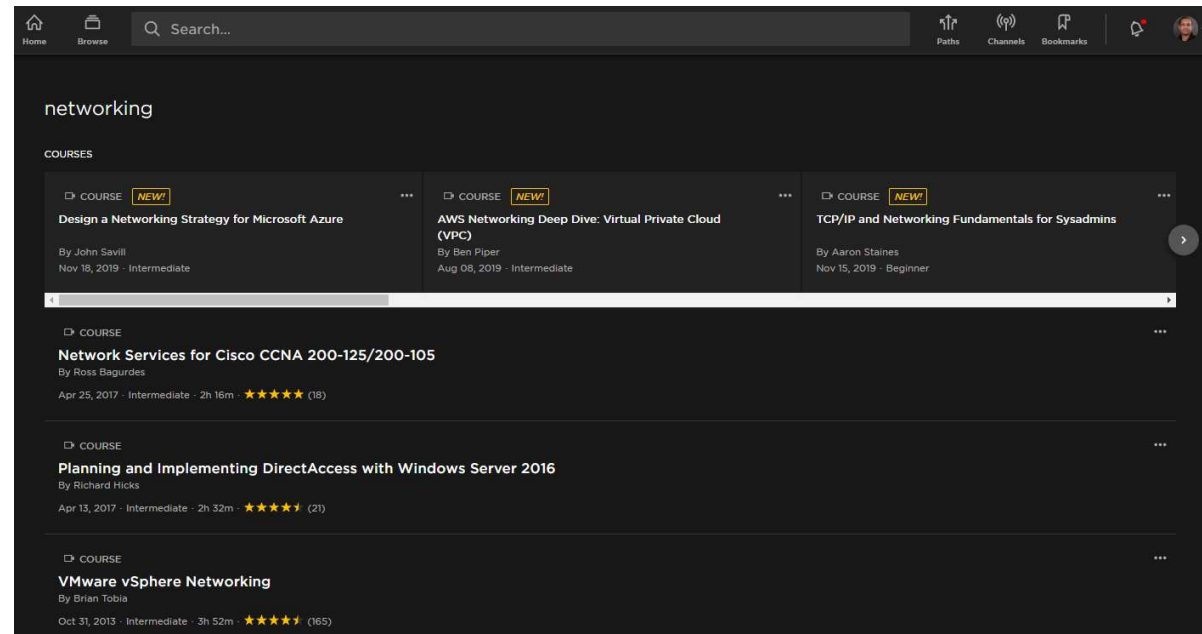 Home
Browse
Search...
Paths
Channels
Bookmarks
networking
COURSES
COURSE NEW!
Design a Networking Strategy for Microsoft Azure
By John Savill
Nov 18, 2019 · Intermediate
COURSE NEW!
AWS Networking Deep Dive: Virtual Private Cloud
(VPC)
By Ben Piper
Aug 08, 2019 · Intermediate
COURSE NEW!
TCP/IP and Networking Fundamentals for Sysadmins
By Aaron Staines
Nov 15, 2019 · Beginner
COURSE
Network Services for Cisco CCNA 200-125/200-105
By Ross Bagurdes
Apr 25, 2017 · Intermediate · 2h 16m · ★★★★★ (18)
COURSE
Planning and Implementing DirectAccess with Windows Server 2016
By Richard Hicks
Apr 13, 2017 · Intermediate · 2h 32m · (21)
COURSE
VMware vSphere Networking
By Brian Tobia
Oct 31, 2013 · Intermediate · 3h 52m · (165)